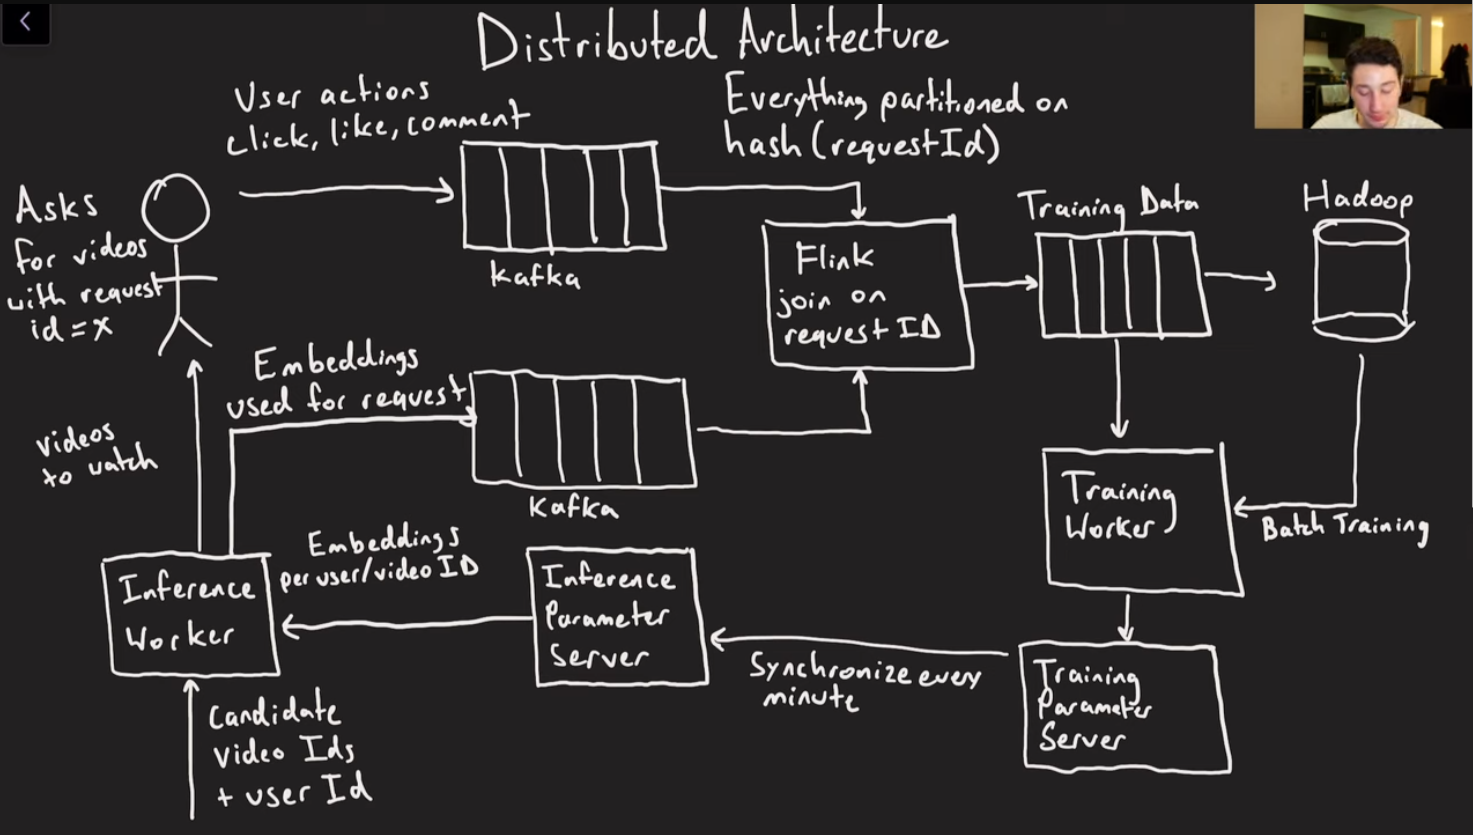 Distributed Architecture
User actions
click, like, comment
Everything partitioned on
hash(requestId)
Asks
for videos
with request
id = x
Kafka
Flink
join on
request ID
Training Data
Hadoop
Embeddings
used for request
Kafka
videos
to watch
Training
Worker
Batch Training
Embeddings
per user/video ID
Inference
Worker
Inference
Parameter
Server
Synchronize every
minute
Training
Parameter
Server
Candidate
video Ids
+ user Id